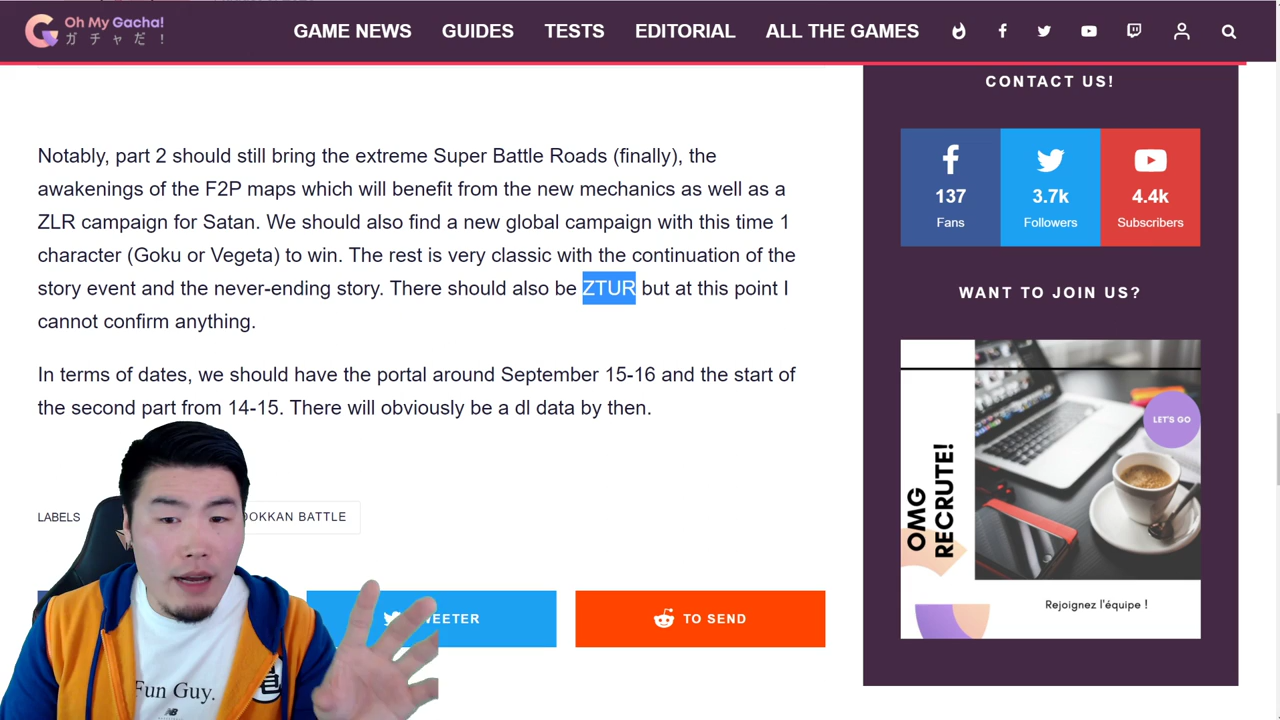 Oh My Gacha!
ガチャだ!
GAME NEWS
GUIDES
TESTS
EDITORIAL
ALL THE GAMES
CONTACT US!
137
Fans
3.7k
Followers
4.4k
Subscribers
Notably, part 2 should still bring the extreme Super Battle Roads (finally), the
awakenings of the F2P maps which will benefit from the new mechanics as well as a
ZLR campaign for Satan. We should also find a new global campaign with this time 1
character (Goku or Vegeta) to win. The rest is very classic with the continuation of the
story event and the never-ending story. There should also be ZTUR but at this point I
cannot confirm anything.
In terms of dates, we should have the portal around September 15-16 and the start of
the second part from 14-15. There will obviously be a dl data by then.
WANT TO JOIN US?
LET'S GO
OMG
RECRUTE!
Rejoignez l'équipe !
LABELS
OKKAN BATTLE
EETER
TO SEND
Fun Guy.